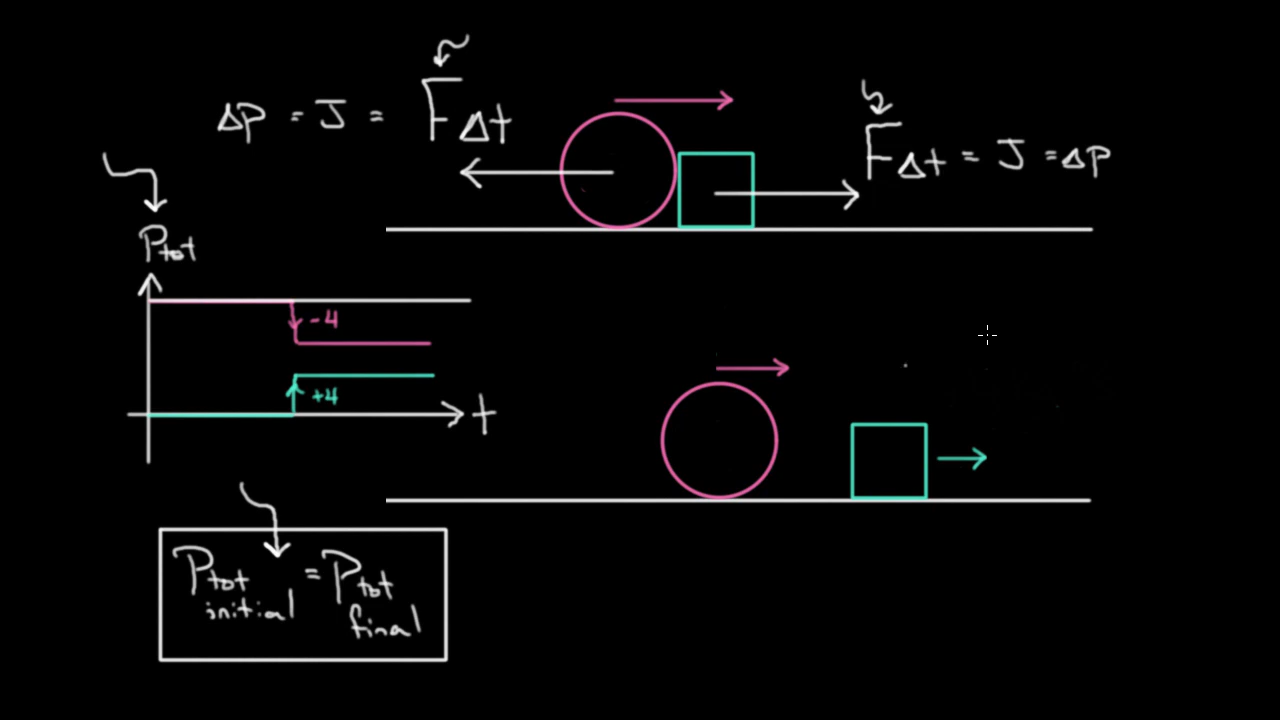 Δp = J = FΔt
FΔt = J = Δp
Ptot
-4
+4
t
Ptot initial = Ptot final